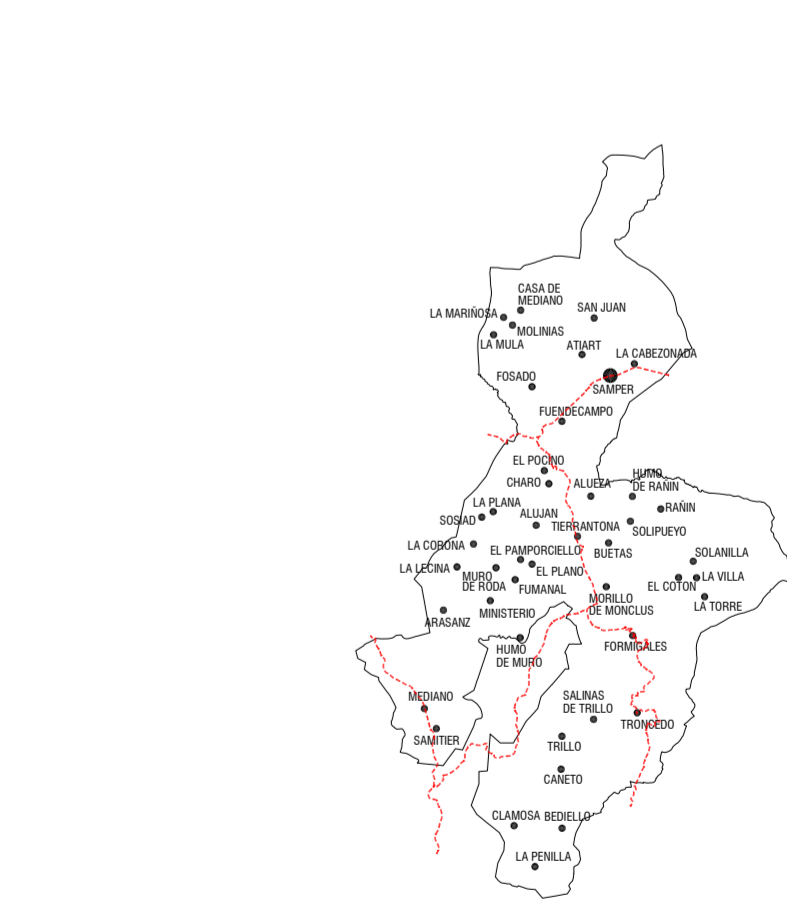 CASA DE
MEDIANO
SAN JUAN
LA MARIÑOSA
MOLINIAS
LA MULA
ATIART
LA CABEZONADA
FOSADO
SAMPER
FUENDECAMPO
EL POCINO
HUMO
DE RAÑIN
CHARO
ALUEZA
LA PLANA
RAÑIN
SOSIAD
ALUJAN
TIERRANTONA
SOLIPUEYO
LA CORONA
EL PAMPORCIELLO
BUETAS
SOLANILLA
LA LECINA
MURO
DE RODA
EL PLANO
FUMANAL
EL COTON
LA VILLA
MORILLO
DE MONCLUS
LA TORRE
MINISTERIO
ARASANZ
HUMO
DE MURO
FORMIGALES
MEDIANO
SALINAS
DE TRILLO
TRONCEDO
SAMITIER
TRILLO
CANETO
CLAMOSA
BEDIELLO
LA PENILLA